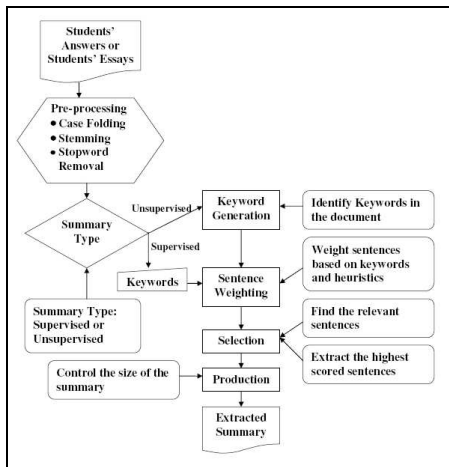 Students'
Answers or
Students' Essays
Pre-processing
● Case Folding
● Stemming
● Stopword
Removal
Summary
Type
Unsupervised
Supervised
Keyword
Generation
Identify Keywords in
the document
Keywords
Sentence
Weighting
Weight sentences
based on keywords
and heuristics
Summary Type:
Supervised or
Unsupervised
Selection
Find the relevant
sentences
Extract the highest
scored sentences
Control the size of the
summary
Production
Extracted
Summary